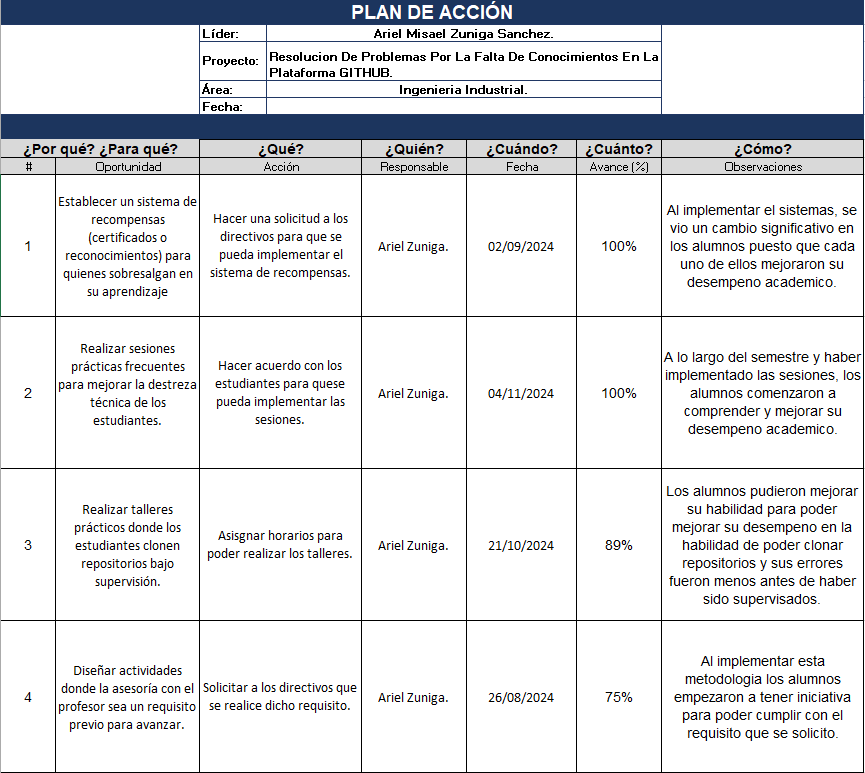 PLAN DE ACCIÓN
Líder:
Ariel Misael Zuniga Sanchez.
Proyecto:
Resolucion De Problemas Por La Falta De Conocimientos En La
Plataforma GITHUB.
Área:
Ingenieria Industrial.
Fecha:
¿Por qué? ¿Para qué?
¿Qué?
¿Quién?
¿Cuándo?
¿Cuánto?
¿Cómo?
#
Oportunidad
Acción
Responsable
Fecha
Avance (%)
Observaciones
1
Establecer un sistema de
recompensas
(certificados o
reconocimientos) para
quienes sobresalgan en
su aprendizaje
Hacer una solicitud a los
directivos para que se
pueda implementar el
sistema de recompensas.
Ariel Zuniga.
02/09/2024
100%
Al implementar el sistemas, se
vio un cambio significativo en
los alumnos puesto que cada
uno de ellos mejoraron su
desempeno academico.
2
Realizar sesiones
prácticas frecuentes
para mejorar la destreza
técnica de los
estudiantes.
Hacer acuerdo con los
estudiantes para quese
pueda implementar las
sesiones.
Ariel Zuniga.
04/11/2024
100%
A lo largo del semestre y haber
implementado las sesiones, los
alumnos comenzaron a
comprender y mejorar su
desempeno academico.
3
Realizar talleres
prácticos donde los
estudiantes clonen
repositorios bajo
supervisión.
Asisgnar horarios para
poder realizar los talleres.
Ariel Zuniga.
21/10/2024
89%
Los alumnos pudieron mejorar
su habilidad para poder
mejorar su desempeno en la
habilidad de poder clonar
repositorios y sus errores
fueron menos antes de haber
sido supervisados.
4
Diseñar actividades
donde la asesoría con el
profesor sea un requisito
previo para avanzar.
Solicitar a los directivos que
se realice dicho requisito.
Ariel Zuniga.
26/08/2024
75%
Al implementar esta
metodologia los alumnos
empezaron a tener iniciativa
para poder cumplir con el
requisito que se solicito.